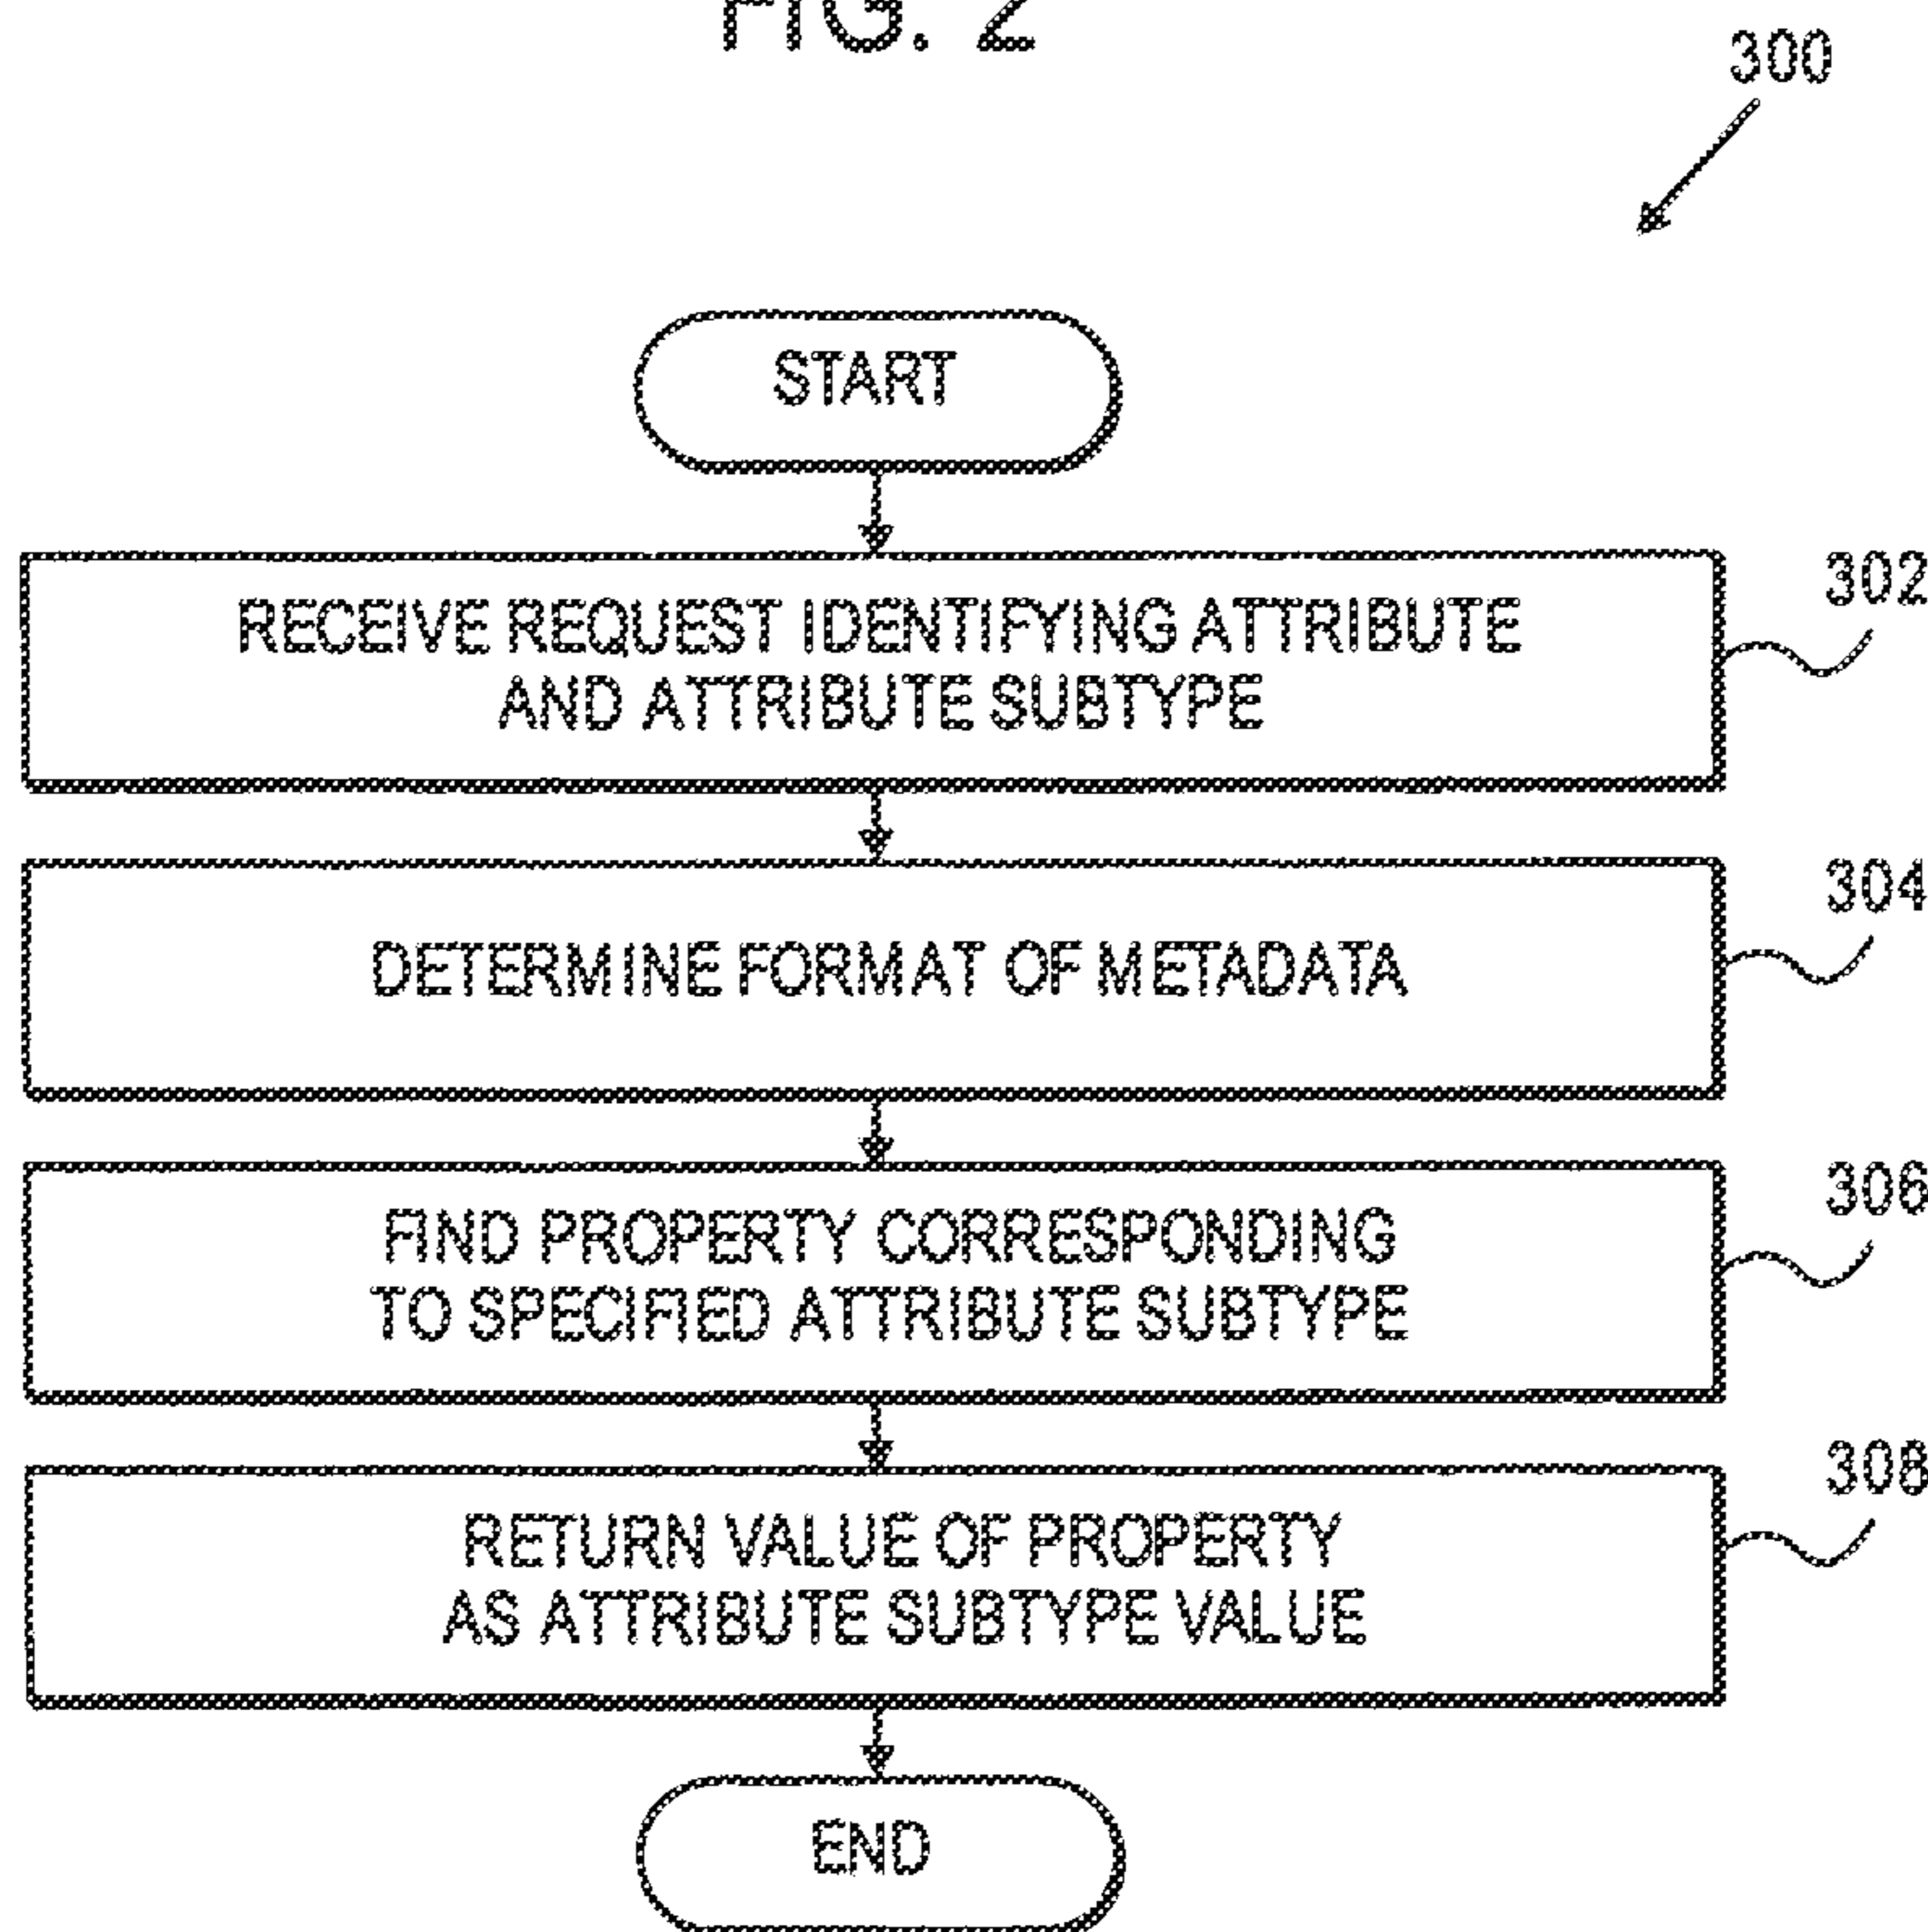 FIG. 2
300
START
RECEIVE REQUEST IDENTIFYING ATTRIBUTE
AND ATTRIBUTE SUBTYPE
302
DETERMINE FORMAT OF METADATA
304
FIND PROPERTY CORRESPONDING
TO SPECIFIED ATTRIBUTE SUBTYPE
306
RETURN VALUE OF PROPERTY
AS ATTRIBUTE SUBTYPE VALUE
308
END